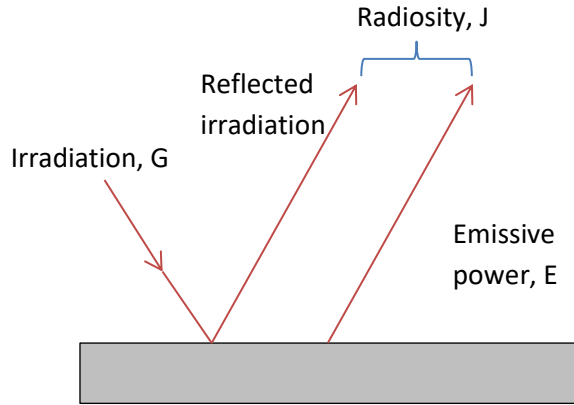 Radiosity, J
Reflected
irradiation
Irradiation, G
Emissive
power, E